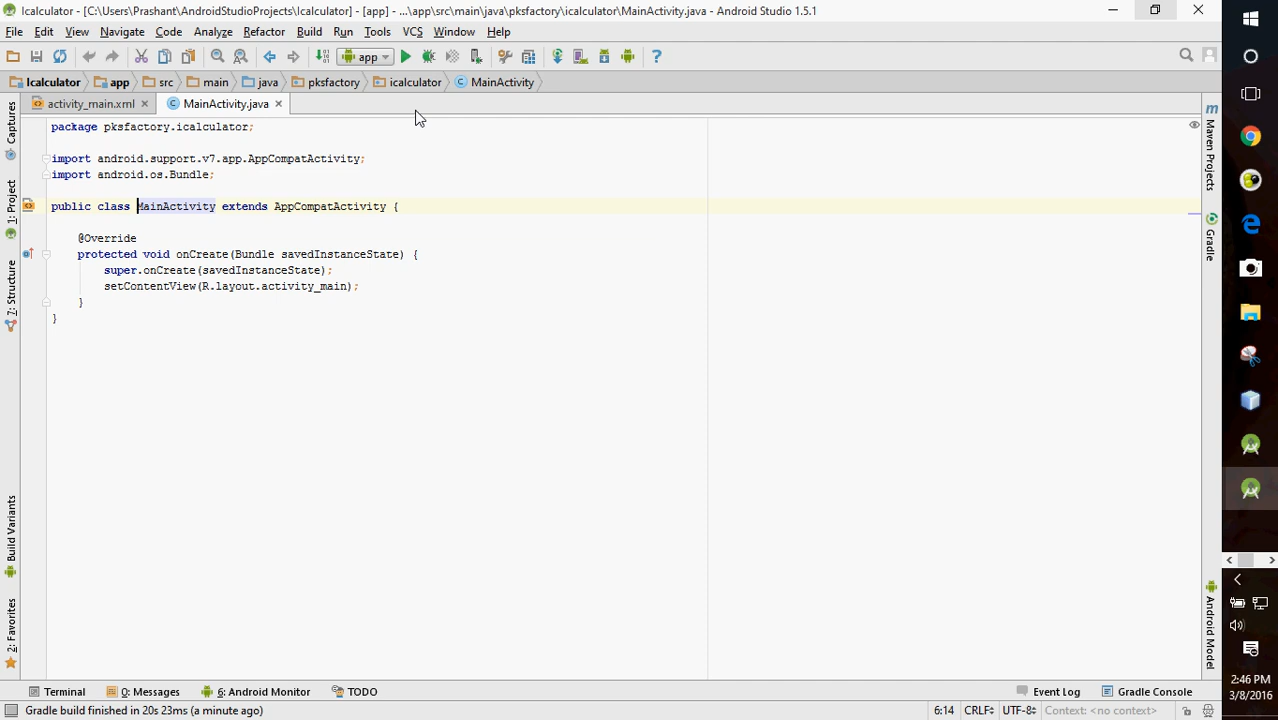 Icalculator - [C:\Users\Prashant\AndroidStudioProjects\Icalculator] - [app] - ...\app\src\main\java\pksfactory\icalculator\MainActivity.java - Android Studio 1.5.1
File Edit View Navigate Code Analyze Refactor Build Run Tools VCS Window Help
app
Icalculator app src main java pksfactory icalculator MainActivity
activity_main.xml MainActivity.java
package pksfactory.icalculator;
import android.support.v7.app.AppCompatActivity;
import android.os.Bundle;
public class MainActivity extends AppCompatActivity {
@Override
protected void onCreate(Bundle savedInstanceState) {
super.onCreate(savedInstanceState);
setContentView(R.layout.activity_main);
}
}
Captures
1: Project
7: Structure
Build Variants
2: Favorites
Maven Projects
Gradle
Android Model
Terminal 0: Messages 6: Android Monitor TODO Event Log Gradle Console
Gradle build finished in 20s 23ms (a minute ago) 6:14 CRLF UTF-8 Context: <no context>
2:46 PM
3/8/2016